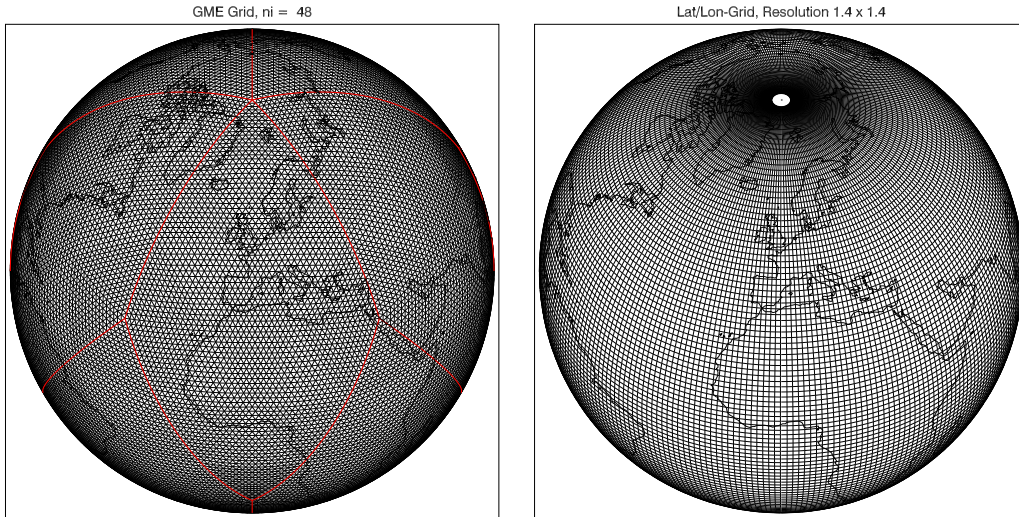 GME Grid, ni = 48
Lat/Lon-Grid, Resolution 1.4 x 1.4